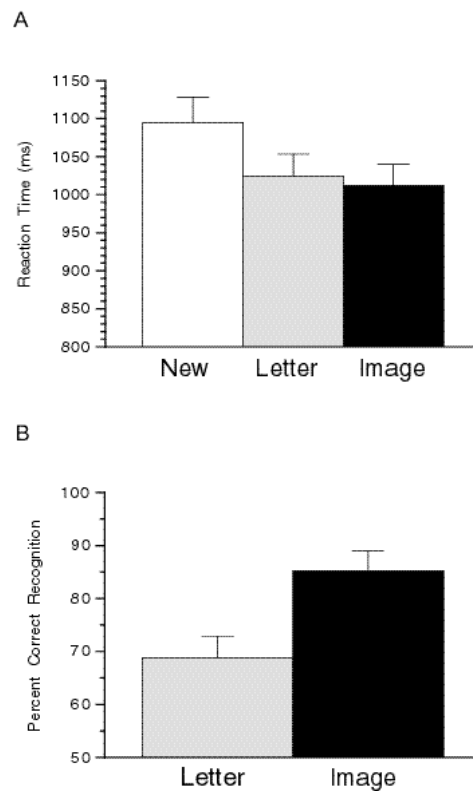 A
Reaction Time (ms)
1150
1100
1050
1000
950
900
850
800
New Letter Image
B
Percent Correct Recognition
100
90
80
70
60
50
Letter Image